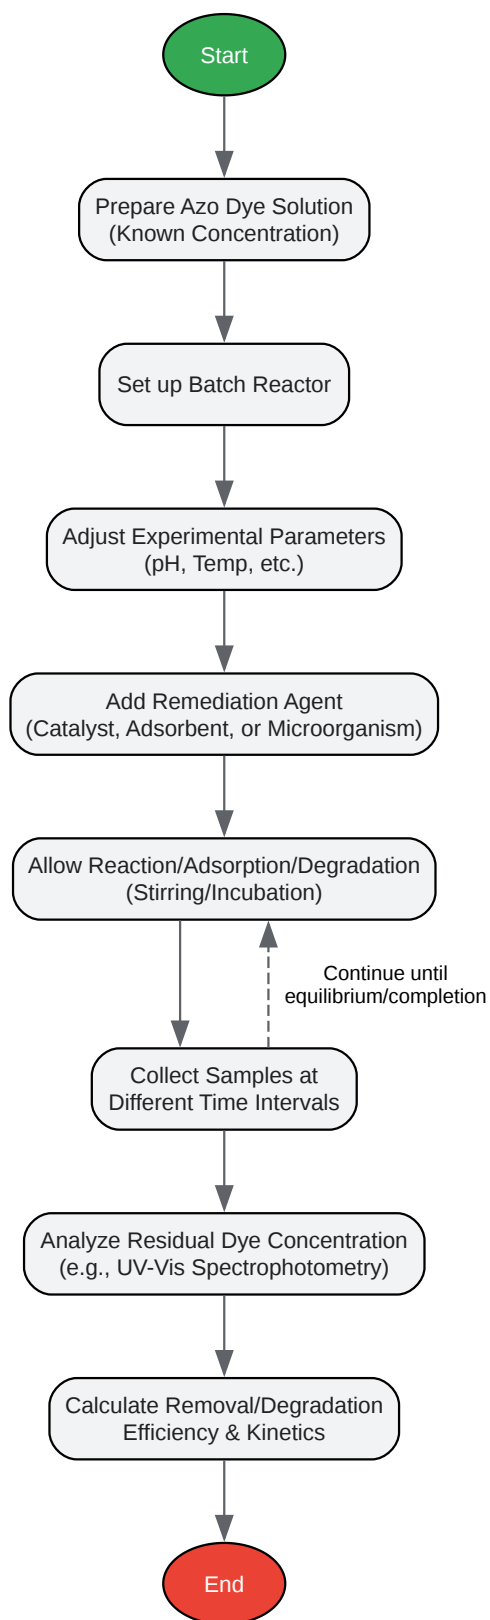 Start
Prepare Azo Dye Solution
(Known Concentration)
Set up Batch Reactor
Adjust Experimental Parameters
(pH, Temp, etc.)
Add Remediation Agent
(Catalyst, Adsorbent, or Microorganism)
Allow Reaction/Adsorption/Degradation
(Stirring/Incubation)
Continue until
equilibrium/completion
Collect Samples at
Different Time Intervals
Analyze Residual Dye Concentration
(e.g., UV-Vis Spectrophotometry)
Calculate Removal/Degradation
Efficiency & Kinetics
End